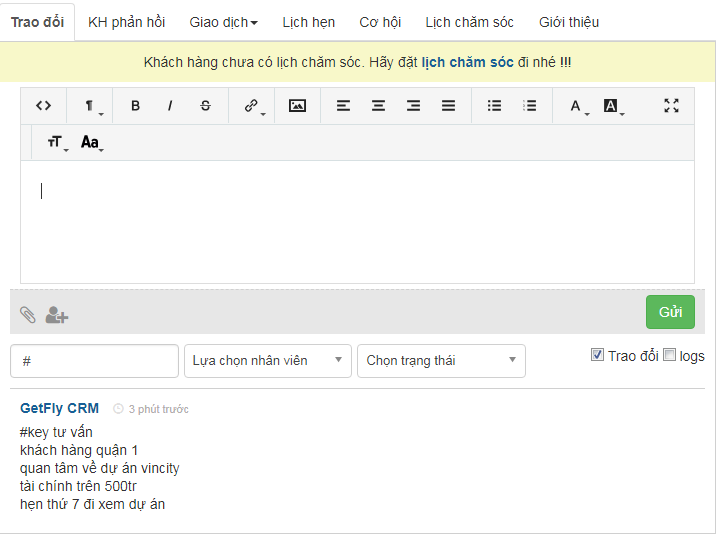 Trao đổi KH phản hồi Giao dịch Lịch hẹn Cơ hội Lịch chăm sóc Giới thiệu
Khách hàng chưa có lịch chăm sóc. Hãy đặt lịch chăm sóc đi nhé !!!
<> ¶ B I S A A
TT Aa
Gửi
# Lựa chọn nhân viên Chọn trạng thái Trao đổi logs
GetFly CRM 3 phút trước
#key tư vấn
khách hàng quận 1
quan tâm về dự án vincity
tài chính trên 500tr
hẹn thứ 7 đi xem dự án